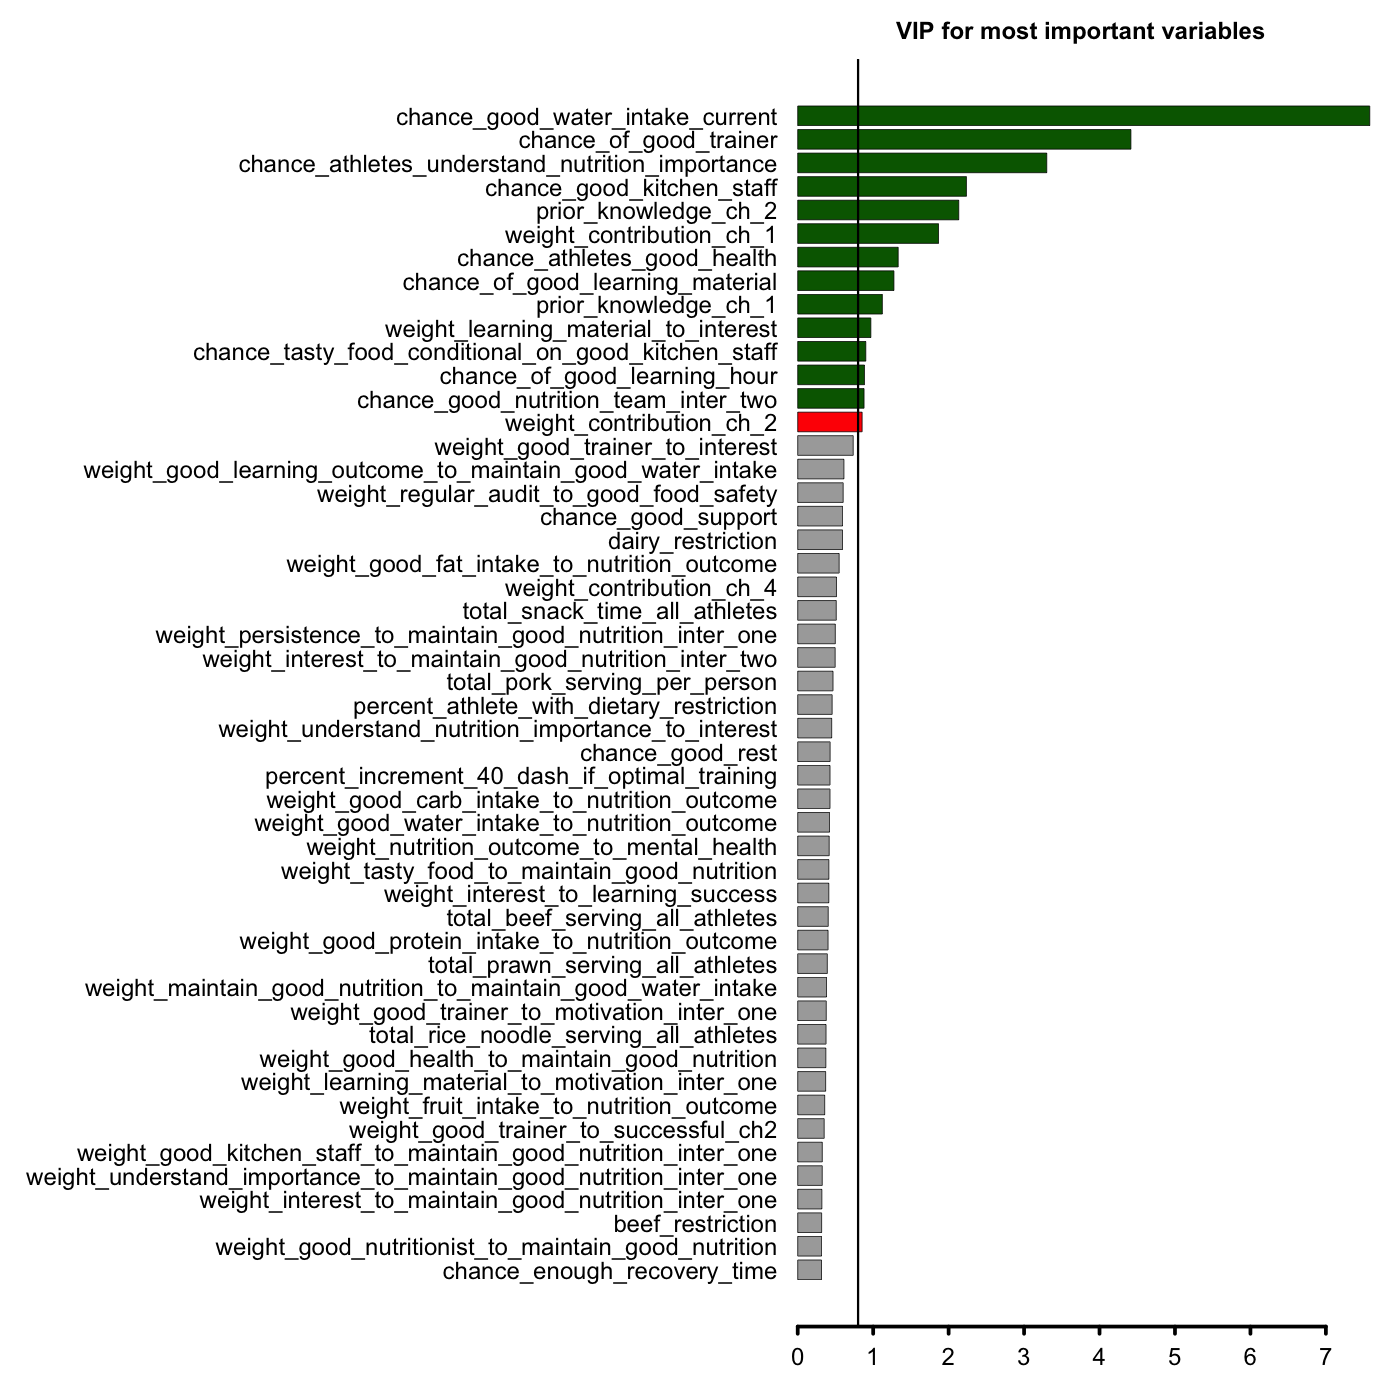 VIP for most important variables
chance_good_water_intake_current
chance_of_good_trainer
chance_athletes_understand_nutrition_importance
chance_good_kitchen_staff
prior_knowledge_ch_2
weight_contribution_ch_1
chance_athletes_good_health
chance_of_good_learning_material
prior_knowledge_ch_1
weight_learning_material_to_interest
chance_tasty_food_conditional_on_good_kitchen_staff
chance_of_good_learning_hour
chance_good_nutrition_team_inter_two
weight_contribution_ch_2
weight_good_trainer_to_interest
weight_good_learning_outcome_to_maintain_good_water_intake
weight_regular_audit_to_good_food_safety
chance_good_support
dairy_restriction
weight_good_fat_intake_to_nutrition_outcome
weight_contribution_ch_4
total_snack_time_all_athletes
weight_persistence_to_maintain_good_nutrition_inter_one
weight_interest_to_maintain_good_nutrition_inter_two
total_pork_serving_per_person
percent_athlete_with_dietary_restriction
weight_understand_nutrition_importance_to_interest
chance_good_rest
percent_increment_40_dash_if_optimal_training
weight_good_carb_intake_to_nutrition_outcome
weight_good_water_intake_to_nutrition_outcome
weight_nutrition_outcome_to_mental_health
weight_tasty_food_to_maintain_good_nutrition
weight_interest_to_learning_success
total_beef_serving_all_athletes
weight_good_protein_intake_to_nutrition_outcome
total_prawn_serving_all_athletes
weight_maintain_good_nutrition_to_maintain_good_water_intake
weight_good_trainer_to_motivation_inter_one
total_rice_noodle_serving_all_athletes
weight_good_health_to_maintain_good_nutrition
weight_learning_material_to_motivation_inter_one
weight_fruit_intake_to_nutrition_outcome
weight_good_trainer_to_successful_ch2
weight_good_kitchen_staff_to_maintain_good_nutrition_inter_one
weight_understand_importance_to_maintain_good_nutrition_inter_one
weight_interest_to_maintain_good_nutrition_inter_one
beef_restriction
weight_good_nutritionist_to_maintain_good_nutrition
chance_enough_recovery_time
0 1 2 3 4 5 6 7